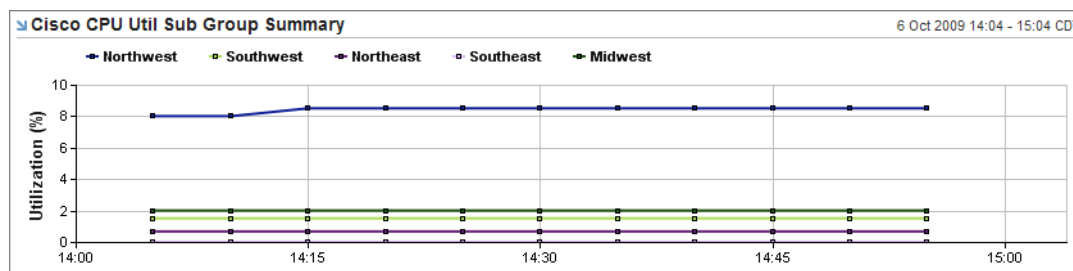 Cisco CPU Util Sub Group Summary
6 Oct 2009 14:04 - 15:04 CDT
Northwest Southwest Northeast Southeast Midwest
Utilization (%)
10
8
6
4
2
0
14:00 14:15 14:30 14:45 15:00